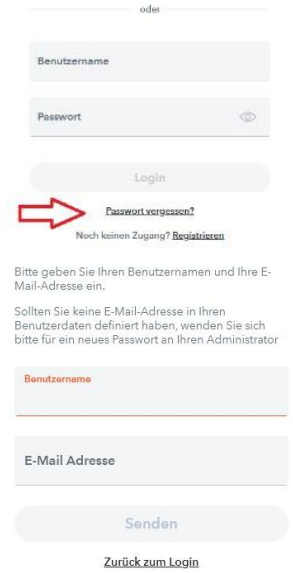 oder
Benutzername
Passwort
Login
Passwort vergessen?
Noch keinen Zugang? Registrieren
Bitte geben Sie Ihren Benutzernamen und Ihre E-
Mail-Adresse ein.
Sollten Sie keine E-Mail-Adresse in Ihren
Benutzerdaten definiert haben, wenden Sie sich
bitte für ein neues Passwort an Ihren Administrator
Benutzername
E-Mail Adresse
Senden
Zurück zum Login